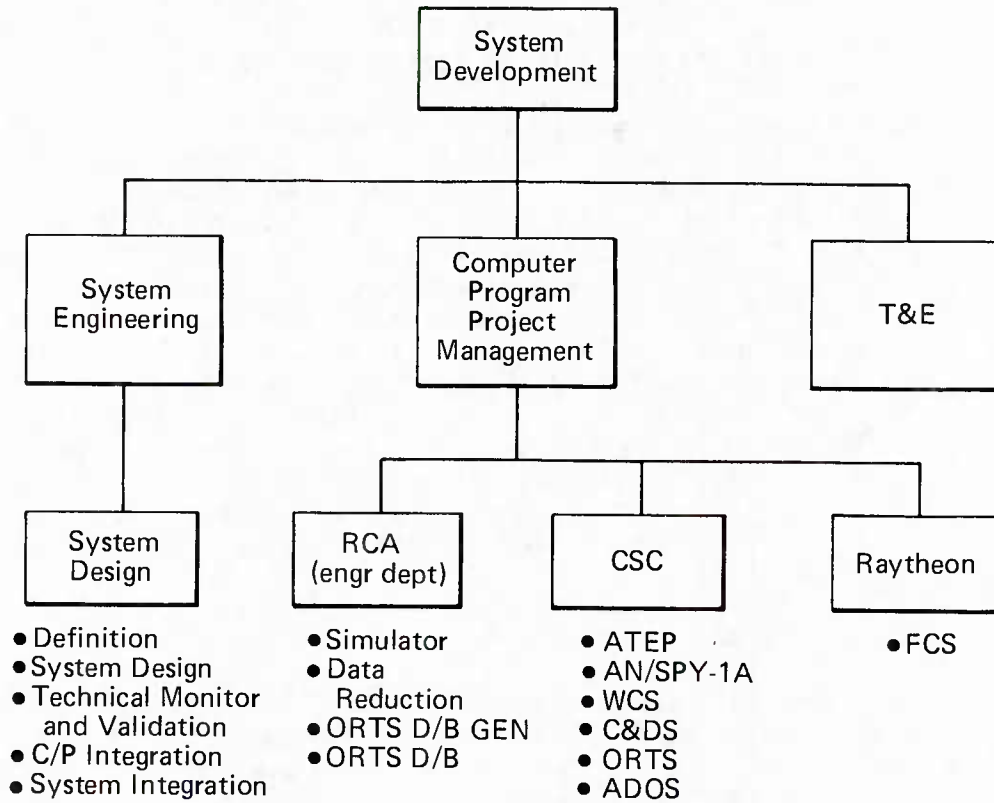 System
Development
System
Engineering
Computer
Program
Project
Management
T&E
System
Design
RCA
(engr dept)
CSC
Raytheon
• Definition
• System Design
• Technical Monitor
and Validation
• C/P Integration
• System Integration
• Simulator
• Data
Reduction
• ORTS D/B GEN
• ORTS D/B
• ATEP
• AN/SPY-1A
• WCS
• C&DS
• ORTS
• ADOS
• FCS